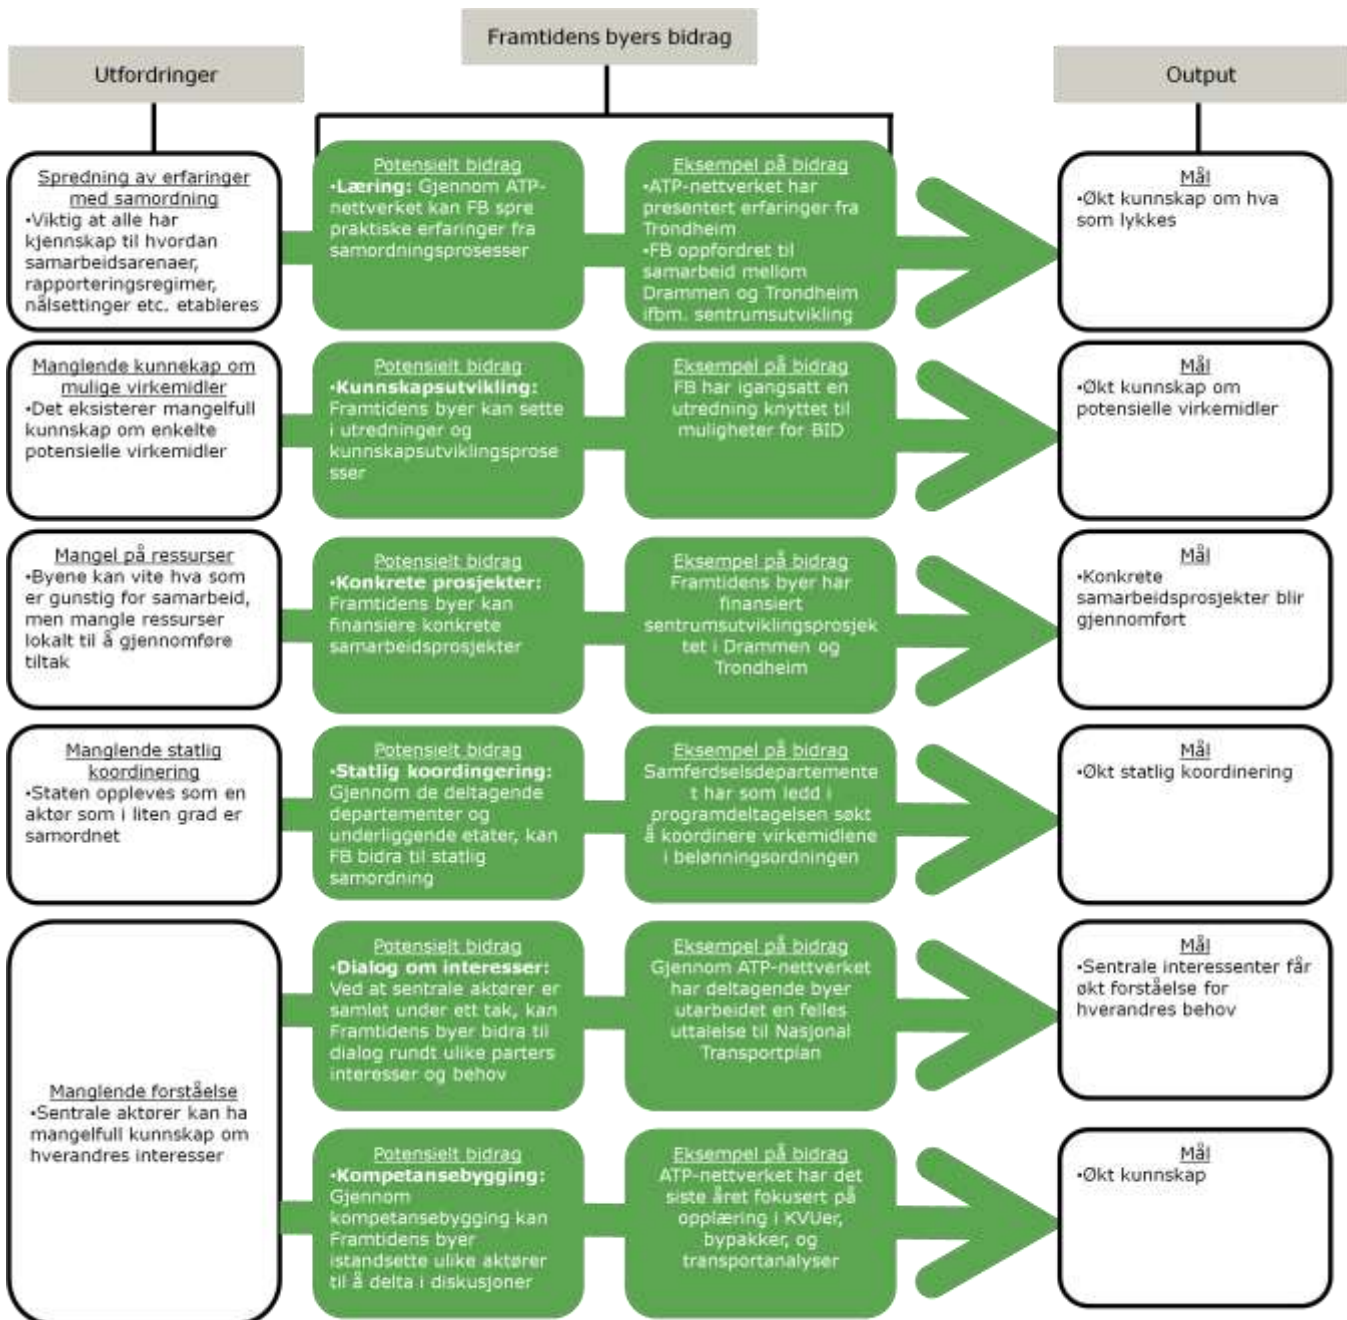 Framtidens byers bidrag
Utfordringer
Output
Spredning av erfaringer
med samordning
•Viktig at alle har
kjennskap til hvordan
samarbeidsarenaer,
rapporteringsregimer,
nålsettinger etc. etableres
Potensielt bidrag
•Læring: Gjennom ATP-
nettverket kan FB spre
praktiske erfaringer fra
samordningsprosesser
Eksempel på bidrag
•ATP-nettverket har
presentert erfaringer fra
Trondheim
•FB oppfordret til
samarbeid mellom
Drammen og Trondheim
ifbm. sentrumsutvikling
Mål
•Økt kunnskap om hva
som lykkes
Manglende kunnekap om
mulige virkemidler
•Det eksisterer mangelfull
kunnskap om enkelte
potensielle virkemidler
Potensielt bidrag
•Kunnskapsutvikling:
Framtidens byer kan sette
i utredninger og
kunnskapsutviklingsprose
sser
Eksempel på bidrag
FB har igangsatt en
utredning knyttet til
muligheter for BID
Mål
•Økt kunnskap om
potensielle virkemidler
Mangel på ressurser
•Byene kan vite hva som
er gunstig for samarbeid,
men mangle ressurser
lokalt til å gjennomføre
tiltak
Potensielt bidrag
•Konkrete prosjekter:
Framtidens byer kan
finansiere konkrete
samarbeidsprosjekter
Eksempel på bidrag
Framtidens byer har
finansiert
sentrumsutviklingsprosjek
tet i Drammen og
Trondheim
Mål
•Konkrete
samarbeidsprosjekter blir
gjennomført
Manglende statlig
koordinering
•Staten oppleves som en
aktør som i liten grad er
samordnet
Potensielt bidrag
•Statlig koordingering:
Gjennom de deltagende
departementer og
underliggende etater, kan
FB bidra til statlig
samordning
Eksempel på bidrag
Samferdselsdepartemente
t har som ledd i
programdeltagelsen søkt
å koordinere virkemidlene
i belønningsordningen
Mål
•Økt statlig koordinering
Manglende forståelse
•Sentrale aktører kan ha
mangelfull kunnskap om
hverandres interesser
Potensielt bidrag
•Dialog om interesser:
Ved at sentrale aktører er
samlet under ett tak, kan
Framtidens byer bidra til
dialog rundt ulike parters
interesser og behov
Eksempel på bidrag
Gjennom ATP-nettverket
har deltagende byer
utarbeidet en felles
uttalelse til Nasjonal
Transportplan
Mål
•Sentrale interessenter får
økt forståelse for
hverandres behov
Potensielt bidrag
•Kompetansebygging:
Gjennom
kompetansebygging kan
Framtidens byer
istandsette ulike aktører
til å delta i diskusjoner
Eksempel på bidrag
ATP-nettverket har det
siste året fokusert på
opplæring i KVUer,
bypakker, og
transportanalyser
Mål
•Økt kunnskap